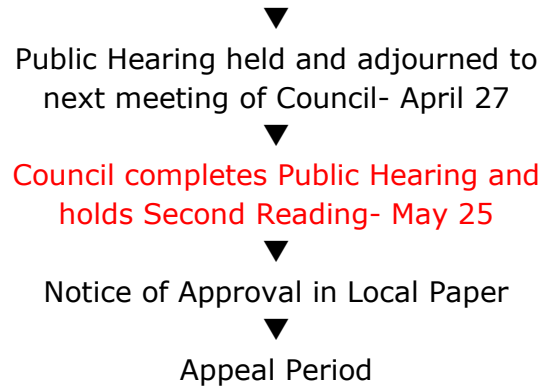 ▼
Public Hearing held and adjourned to
next meeting of Council- April 27
▼
Council completes Public Hearing and
holds Second Reading- May 25
▼
Notice of Approval in Local Paper
▼
Appeal Period